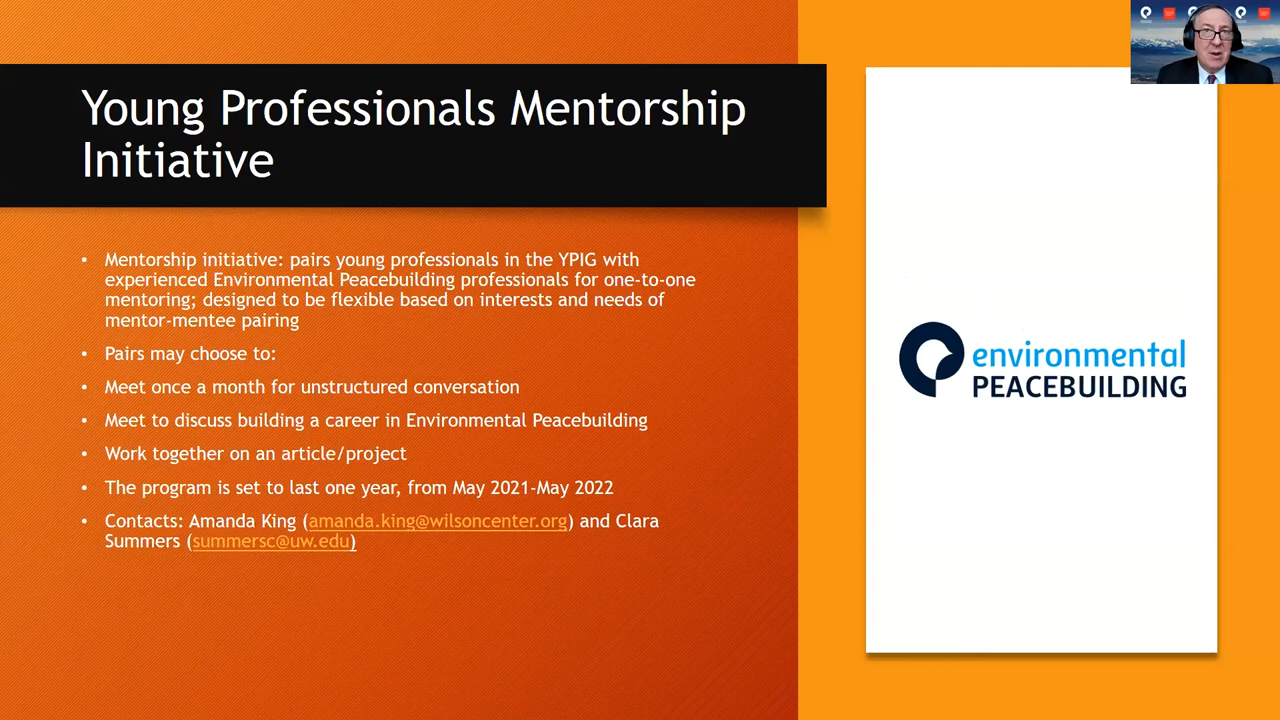 Young Professionals Mentorship
Initiative
• Mentorship initiative: pairs young professionals in the YPIG with
experienced Environmental Peacebuilding professionals for one-to-one
mentoring; designed to be flexible based on interests and needs of
mentor-mentee pairing
• Pairs may choose to:
• Meet once a month for unstructured conversation
• Meet to discuss building a career in Environmental Peacebuilding
• Work together on an article/project
• The program is set to last one year, from May 2021-May 2022
• Contacts: Amanda King (amanda.king@wilsoncenter.org) and Clara
Summers (summersc@uw.edu)
environmental
PEACEBUILDING